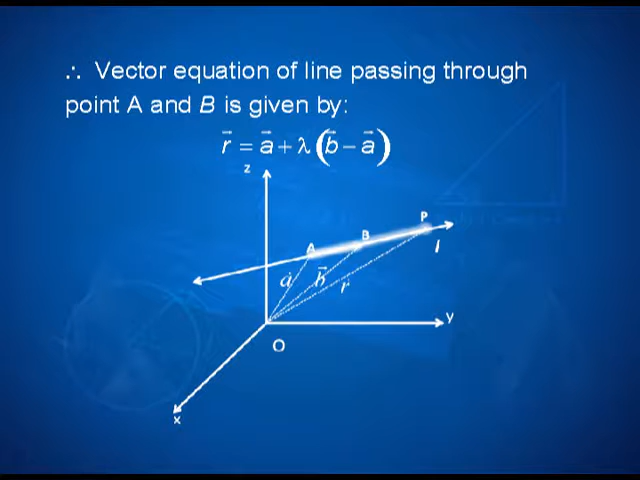 ∴ Vector equation of line passing through
point A and B is given by:
r⃗ = a⃗ + λ(b⃗ − a⃗)
z
P
B
A
l
a⃗ b⃗ r⃗
y
O
x